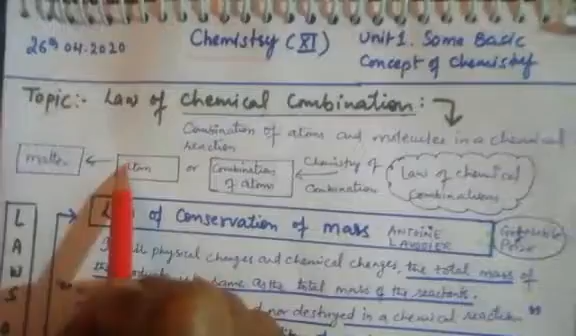 26th 04.2020
Chemistry (XI)
Unit 1. Some Basic
Concept of Chemistry
Topic:- Law of Chemical Combination:
Combination of atoms and molecules in a chemical
reaction
matter
atom
or
Combination
of atoms
Chemistry of
Combination
Law of chemical
Combinations
LAWS
of Conservation of mass
ANTOINE
physical changes and chemical changes, the total mass of
same as the total mass of the reactants.
nor destroyed in a chemical reaction"